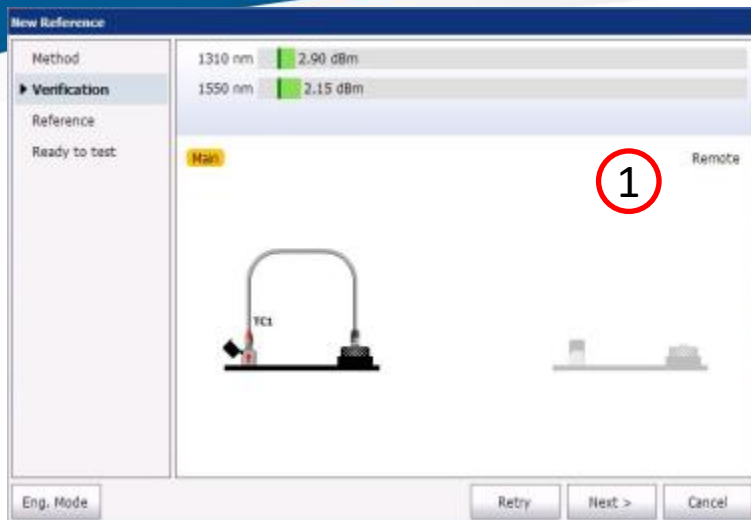 New Reference
Method
Verification
Reference
Ready to test
1310 nm 2.90 dBm
1550 nm 2.15 dBm
Main
1
Remote
TC1
Eng. Mode
Retry
Next >
Cancel